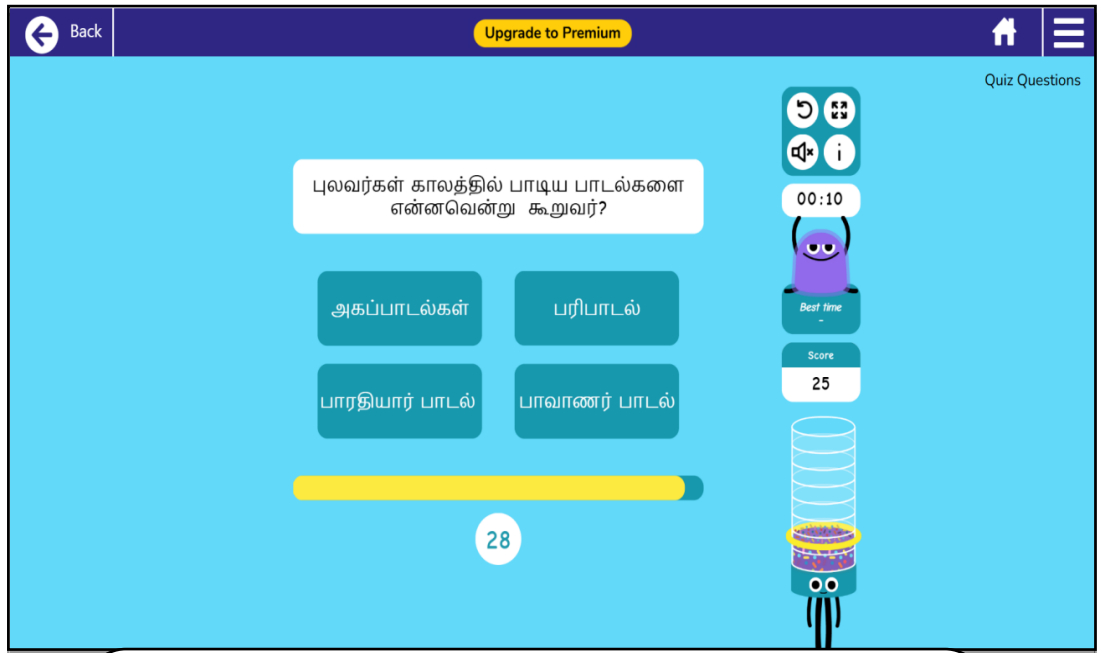 Back
Upgrade to Premium
Quiz Questions
புலவர்கள் காலத்தில் பாடிய பாடல்களை
என்னவென்று கூறுவர்?
அகப்பாடல்கள்
பரிபாடல்
பாரதியார் பாடல்
பாவாணர் பாடல்
28
i
00:10
Best time
-
Score
25